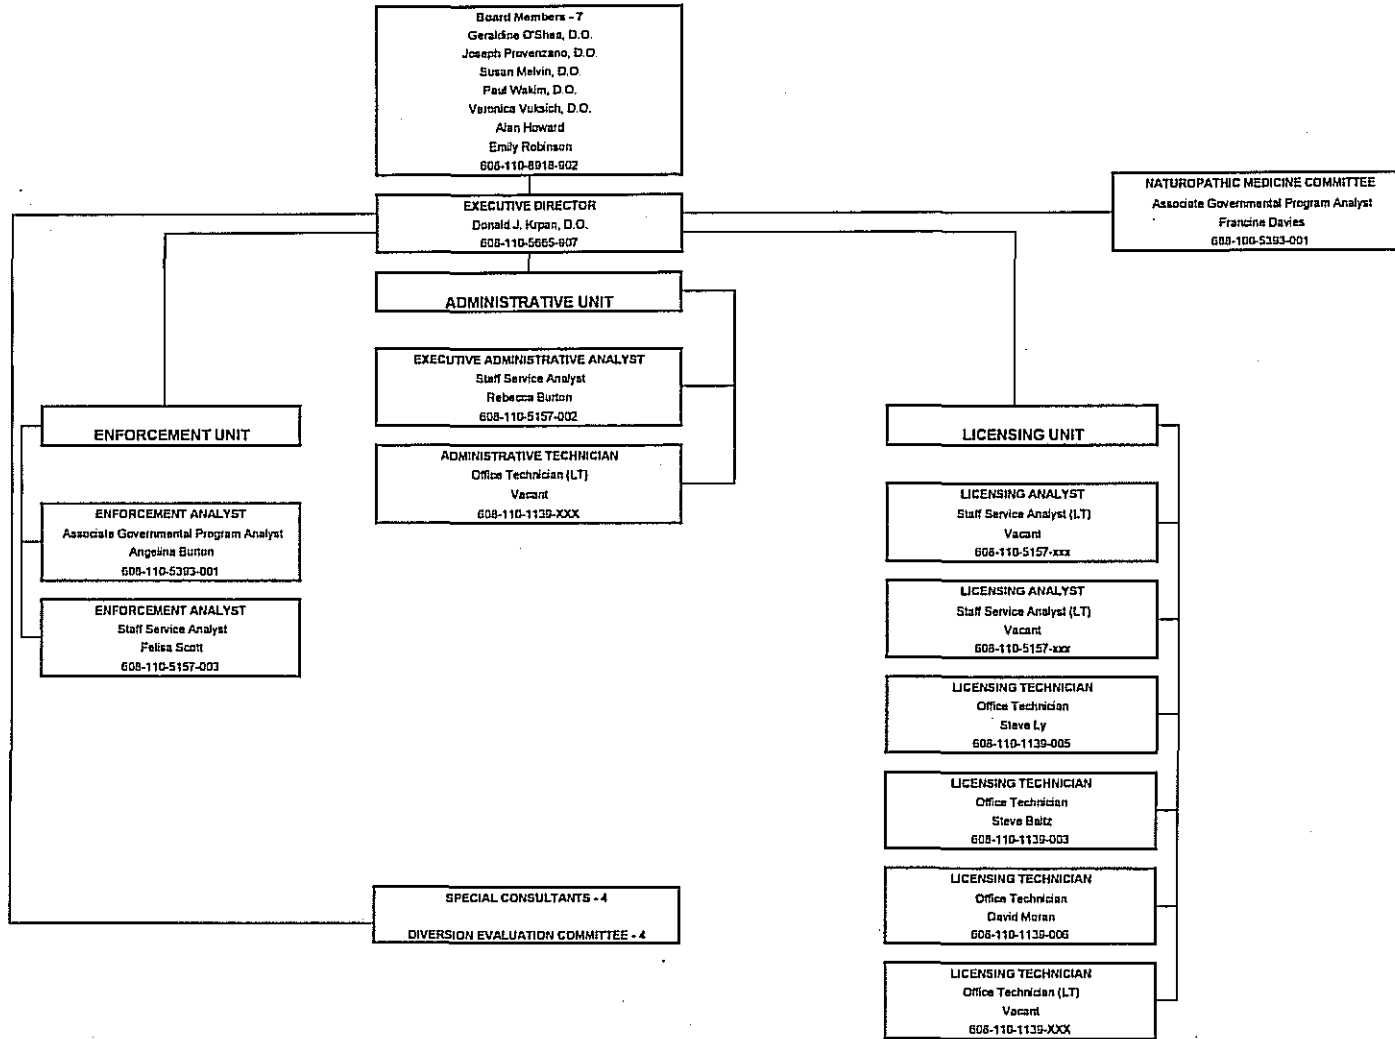 Board Members - 7
Geraldine O'Shea, D.O.
Joseph Provenzano, D.O.
Susan Melvin, D.O.
Paul Wakim, D.O.
Veronica Vuksich, D.O.
Alan Howard
Emily Robinson
608-110-8918-902
EXECUTIVE DIRECTOR
Donald J. Krpan, D.O.
608-110-5665-907
NATUROPATHIC MEDICINE COMMITTEE
Associate Governmental Program Analyst
Francine Davies
608-100-5393-001
ADMINISTRATIVE UNIT
EXECUTIVE ADMINISTRATIVE ANALYST
Staff Service Analyst
Rebecca Burton
608-110-5157-002
ADMINISTRATIVE TECHNICIAN
Office Technician (LT)
Vacant
608-110-1139-XXX
ENFORCEMENT UNIT
ENFORCEMENT ANALYST
Associate Governmental Program Analyst
Angelina Burton
608-110-5393-001
ENFORCEMENT ANALYST
Staff Service Analyst
Felisa Scott
608-110-5157-003
LICENSING UNIT
LICENSING ANALYST
Staff Service Analyst (LT)
Vacant
608-110-5157-xxx
LICENSING ANALYST
Staff Service Analyst (LT)
Vacant
608-110-5157-xxx
LICENSING TECHNICIAN
Office Technician
Steve Ly
608-110-1139-005
LICENSING TECHNICIAN
Office Technician
Steve Baltz
608-110-1139-003
LICENSING TECHNICIAN
Office Technician
David Moran
608-110-1139-006
LICENSING TECHNICIAN
Office Technician (LT)
Vacant
608-110-1139-XXX
SPECIAL CONSULTANTS - 4
DIVERSION EVALUATION COMMITTEE - 4